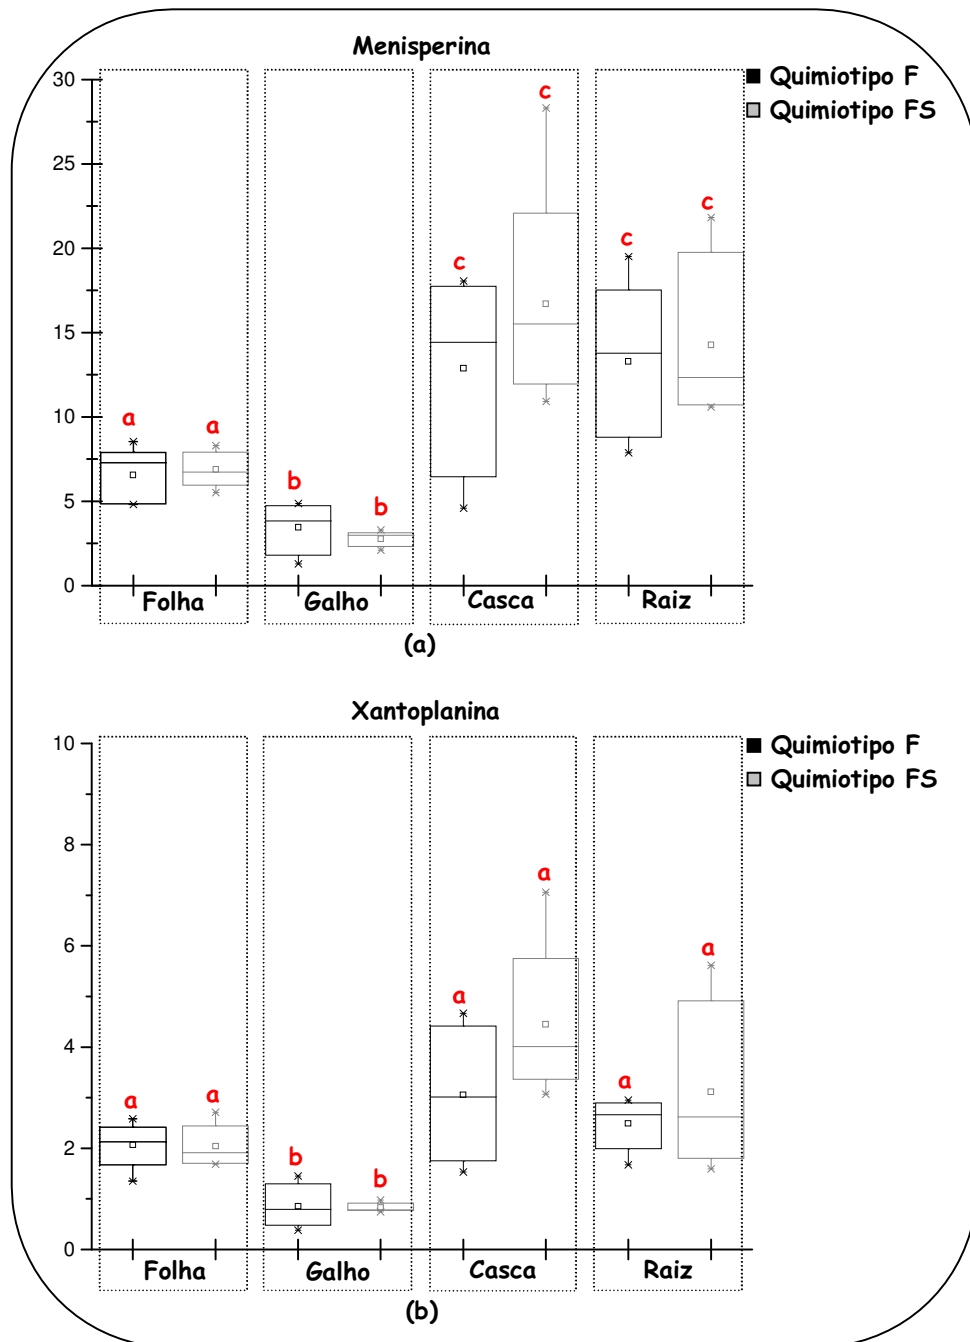 Menisperina
Quimiotipo F
Quimiotipo FS
30
25
20
15
10
5
0
a
a
b
b
c
c
c
c
Folha
Galho
Casca
Raiz
(a)
Xantoplanina
Quimiotipo F
Quimiotipo FS
10
8
6
4
2
0
a
a
b
b
a
a
a
a
Folha
Galho
Casca
Raiz
(b)